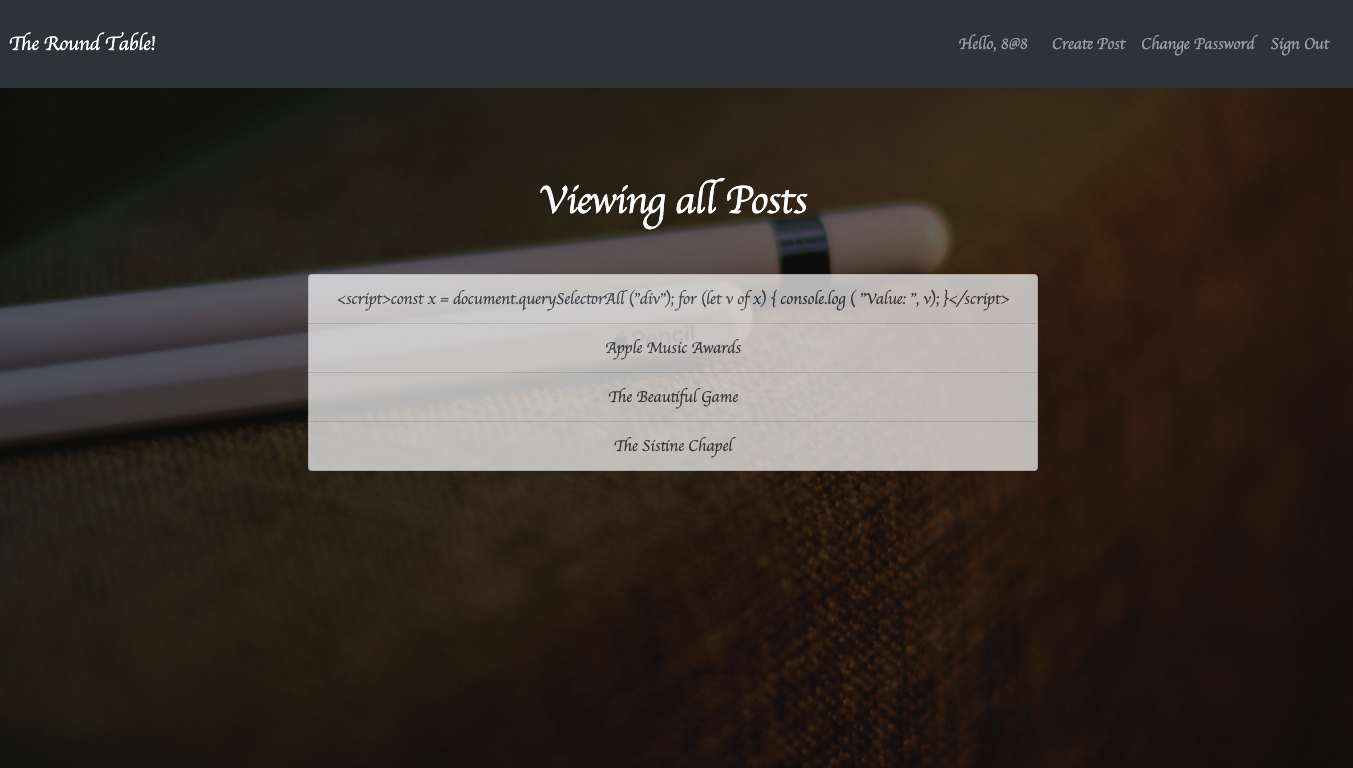 The Round Table!
Hello, 8@8 Create Post Change Password Sign Out
Viewing all Posts
<script>const x = document.querySelectorAll ("div"); for (let v of x) { console.log ( "Value: ", v); }</script>
Pencil
Apple Music Awards
The Beautiful Game
The Sistine Chapel